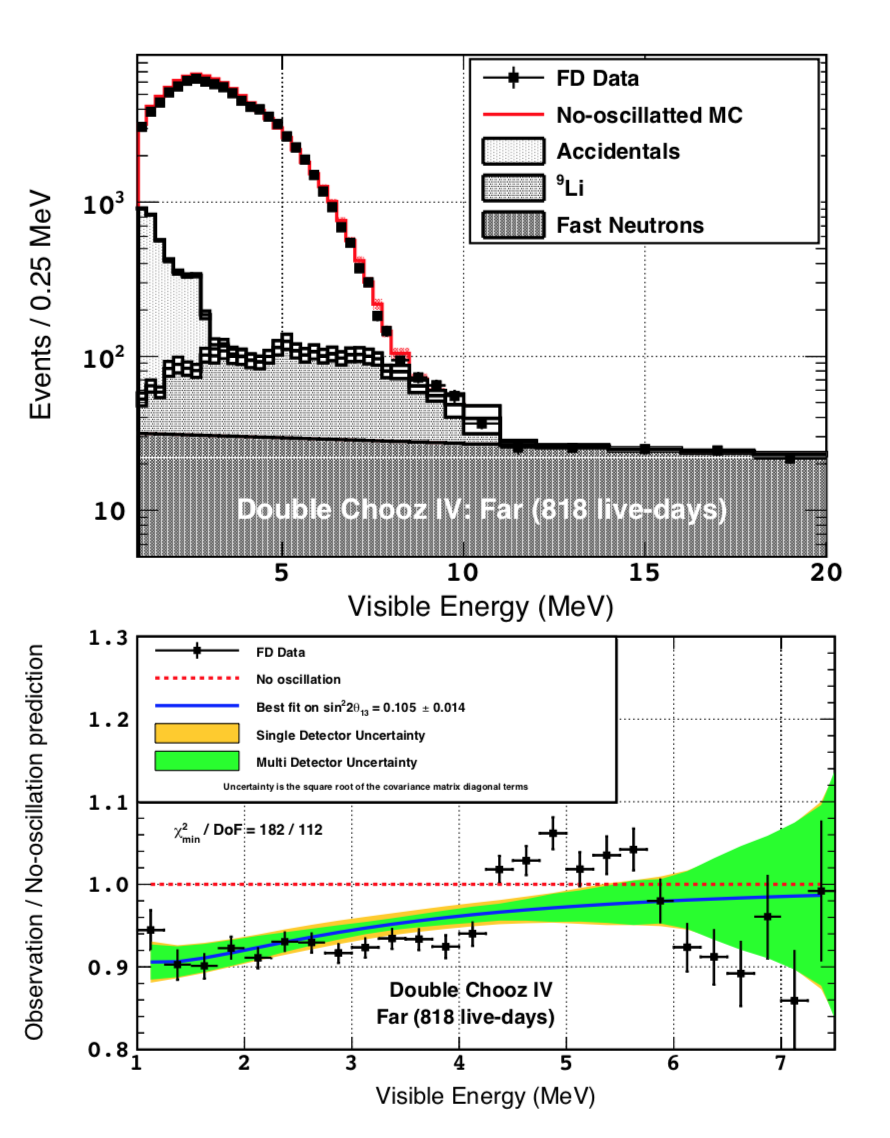 Events / 0.25 MeV
10³
10²
10
FD Data
No-oscillatted MC
Accidentals
⁹Li
Fast Neutrons
Double Chooz IV: Far (818 live-days)
5 10 15 20
Visible Energy (MeV)
Observation / No-oscillation prediction
1.3
1.2
1.1
1.0
0.9
0.8
FD Data
No oscillation
Best fit on sin²2θ₁₃ = 0.105 ± 0.014
Single Detector Uncertainty
Multi Detector Uncertainty
Uncertainty is the square root of the covariance matrix diagonal terms
χ²min / DoF = 182 / 112
Double Chooz IV
Far (818 live-days)
1 2 3 4 5 6 7
Visible Energy (MeV)